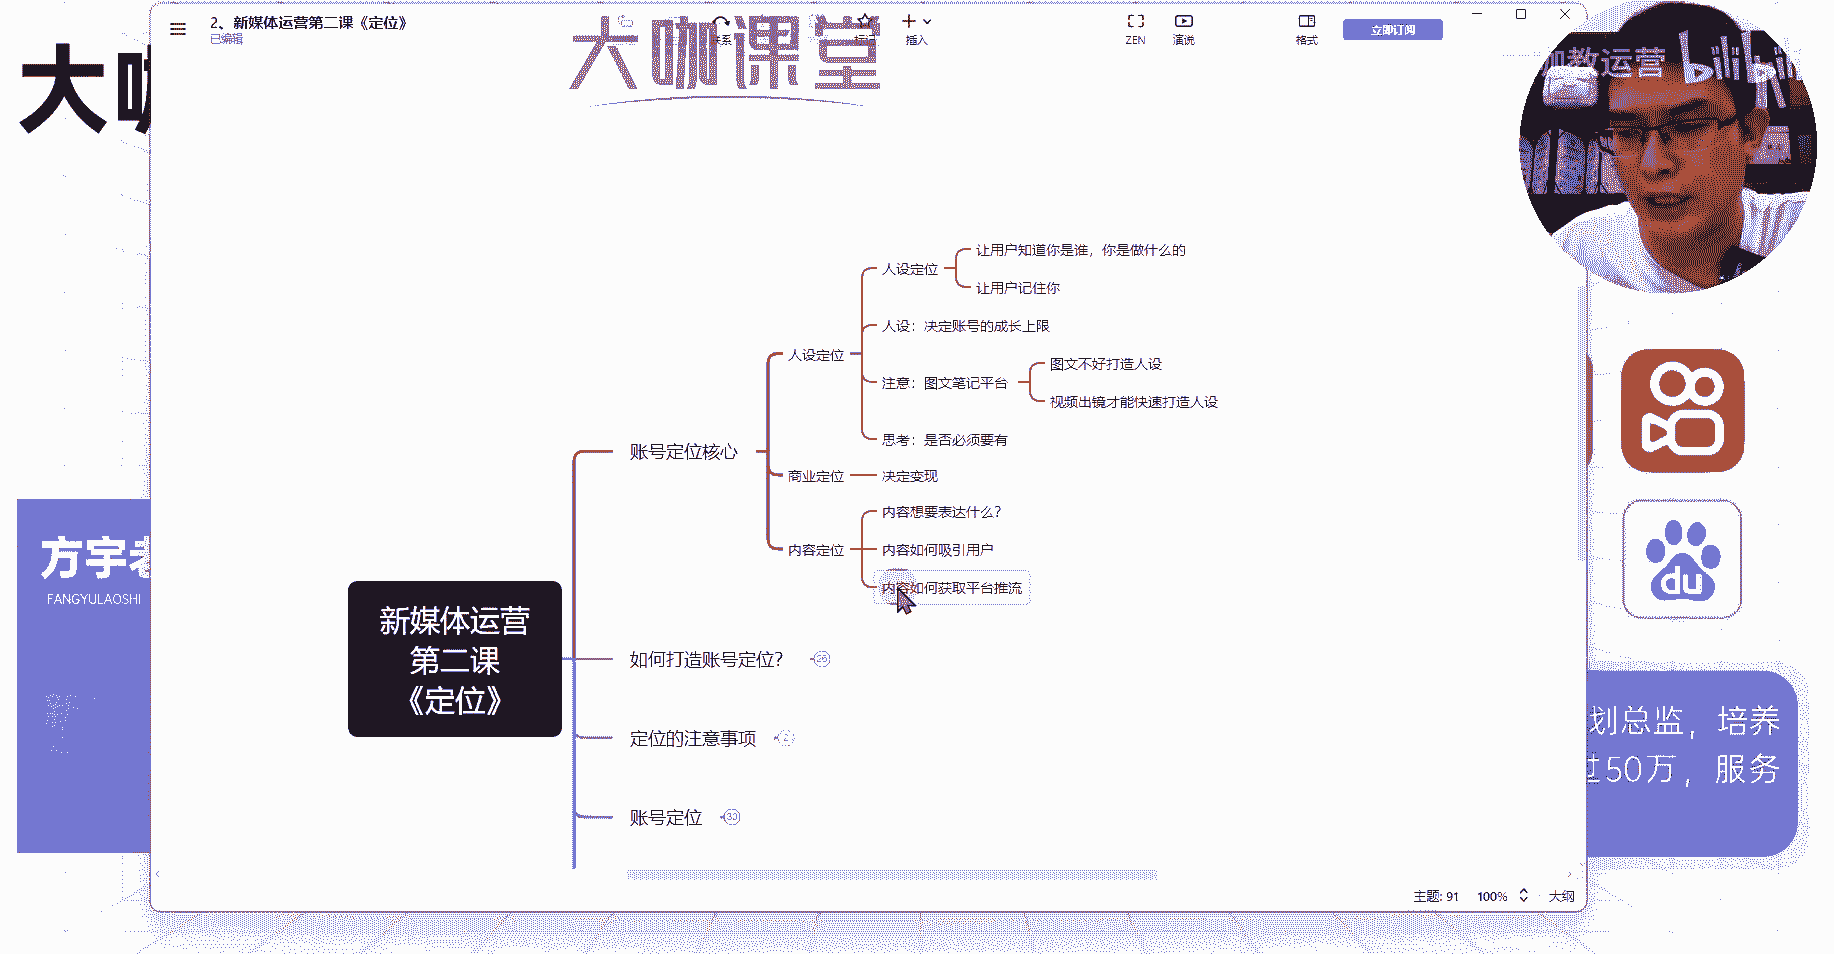 2、新媒体运营第二课《定位》
已编辑
大咖课堂
插入
ZEN
演说
格式
立即订阅
咖教运营 bilibili
大咖
让用户知道你是谁，你是做什么的
人设定位
让用户记住你
人设：决定账号的成长上限
人设定位
图文不好打造人设
注意：图文笔记平台
视频出镜才能快速打造人设
思考：是否必须要有
账号定位核心
商业定位
决定变现
内容想要表达什么？
内容定位
内容如何吸引用户
内容如何获取平台推流
方宇老
FANGYULAOSHI
du
新媒体运营
第二课
《定位》
如何打造账号定位？
26
定位的注意事项
2
账号定位
30
划总监，培养
过50万，服务
主题: 91
100%
大纲